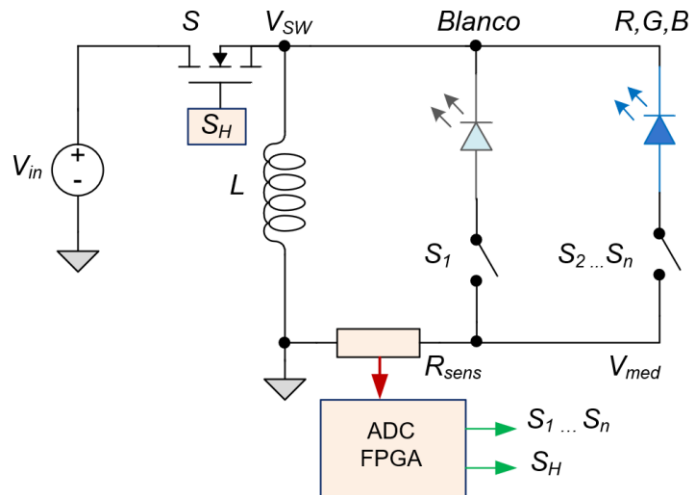 S
V_SW
Blanco
R,G,B
S_H
V_in
+
-
L
S_1
S_2 ... S_n
R_sens
V_med
ADC
FPGA
S_1 ... S_n
S_H